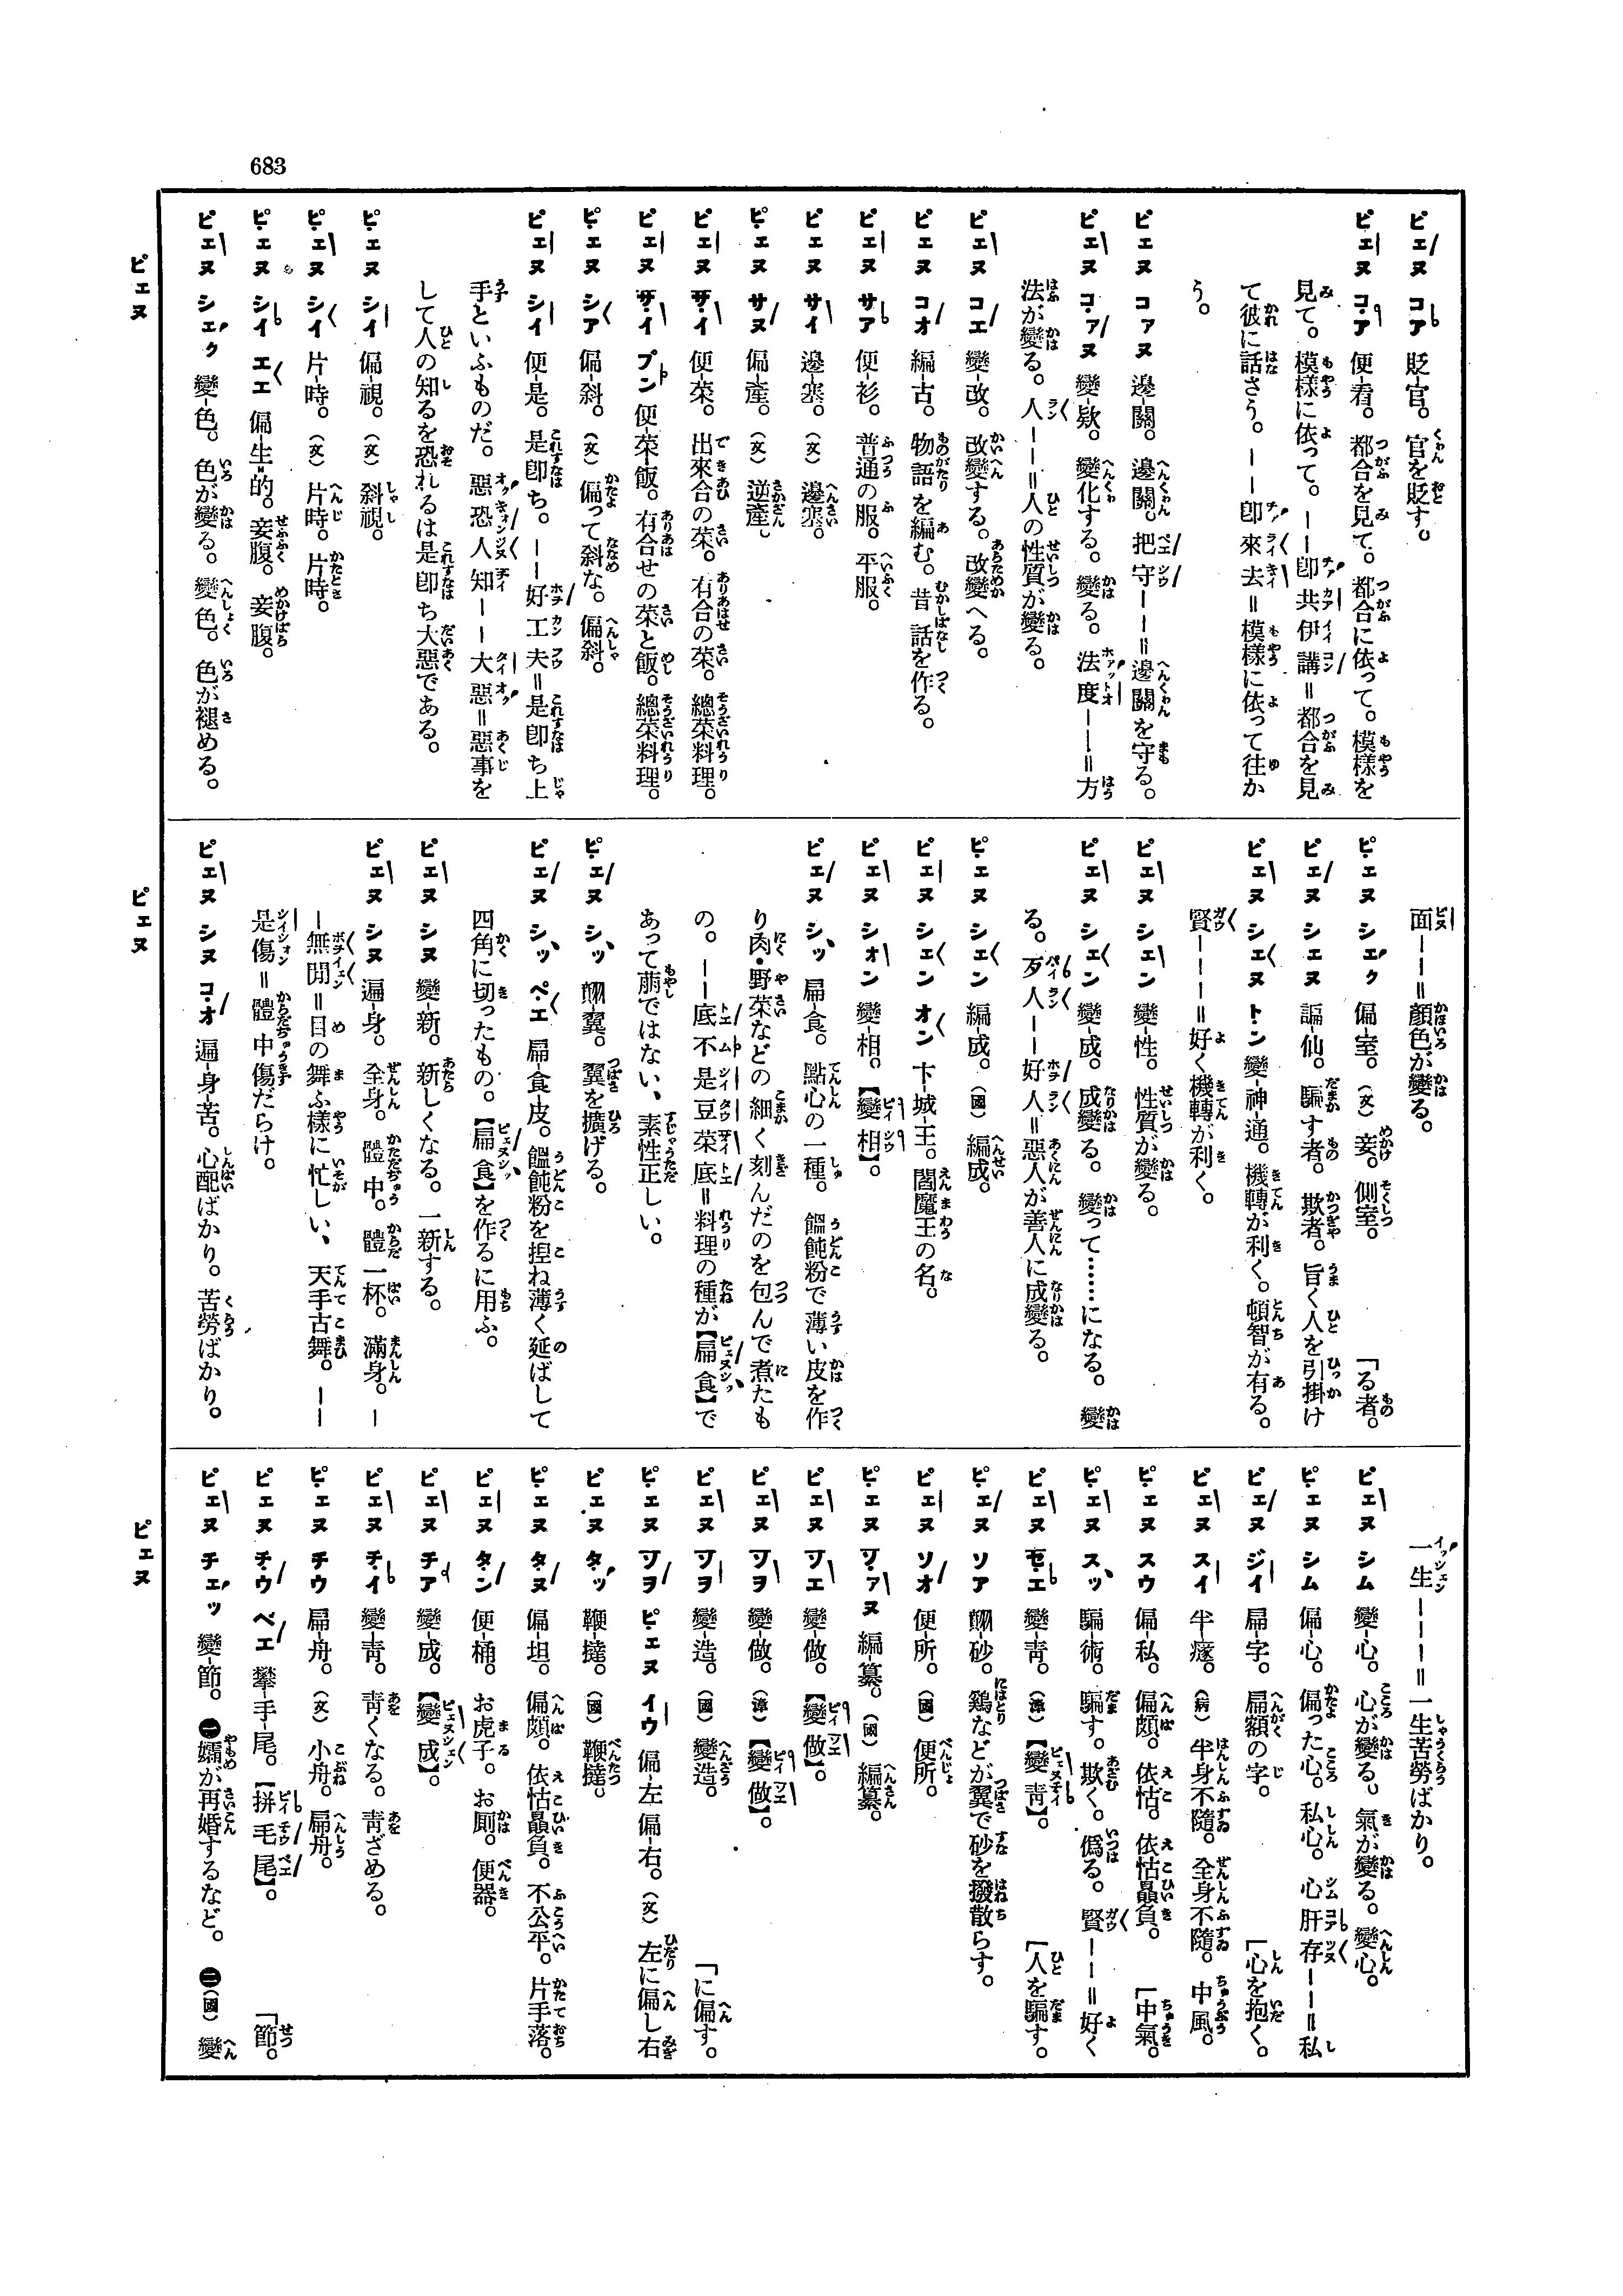 683
ピェヌ コア 貶-官。官を貶す。
ピェヌ コア 便-看。都合を見て。都合に依って。模樣を
見て。模樣に依って。――卽共伊講＝都合を見
て彼に話さう。――卽來去＝模樣に依って往か
う。
ピェヌ コァヌ 邊-關。邊關。把守――＝邊關を守る。
ピェヌ コァヌ 變-款。變化する。變る。法度――＝方
法が變る。人――＝人の性質が變る。
ピェヌ コエ 變-改。改變する。改變へる。
ピェヌ コオ 編-古。物語を編む。昔話を作る。
ピェヌ サア 便-衫。普通の服。平服。
ピェヌ サイ 邊-塞。（文）邊塞。
ピェヌ サヌ 偏-產。（文）逆產。
ピェヌ サイ 便-菜。出來合の菜。有合の菜。總菜料理。
ピェヌ サイ プン 便-菜飯。有合せの菜と飯。總菜料理。
ピェヌ シア 偏-斜。（文）偏って斜な。偏斜。
ピェヌ シイ 便-是。是卽ち。――好工夫＝是卽ち上
手といふものだ。惡恐人知――大惡＝惡事を
して人の知るを恐れるは是卽ち大惡である。
ピェヌ シイ 偏-視。（文）斜視。
ピェヌ シイ 片-時。（文）片時。片時。
ピェヌ シイ エエ 偏-生-的。妾腹。妾腹。
ピェヌ シェク 變-色。色が變る。變色。色が褪める。
ピェヌ
面――＝顏色が變る。
ピェヌ シェク 偏-室。（文）妾。側室。 「る者。
ピェヌ シェヌ 諞-仙。騙す者。欺者。旨く人を引掛け
ピェヌ シェヌ トン 變-神-通。機轉が利く。頓智が有る。
賢―――＝好く機轉が利く。
ピェヌ シェン 變-性。性質が變る。
ピェヌ シェン 變-成。成變る。變って……になる。變
る。歹人――好人＝惡人が善人に成變る。
ピェヌ シェン 編-成。（國）編成。
ピェヌ シェン オン 卞-城-王。閻魔王の名。
ピェヌ シォン 變-相。【變相】。
ピェヌ シッ 扁-食。點心の一種。饂飩粉で薄い皮を作
り肉・野菜などの細く刻んだのを包んで煮たも
の。――底不是豆菜底＝料理の種が【扁食】で
あって萠ではない、素性正しい。
ピェヌ シッ 翩-翼。翼を擴げる。
ピェヌ シッ ペエ 扁-食-皮。饂飩粉を捏ね薄く延ばして
四角に切ったもの。【扁食】を作るに用ふ。
ピェヌ シヌ 變-新。新しくなる。一新する。
ピェヌ シヌ 遍-身。全身。體中。體一杯。滿身。―
―無閒＝目の舞ふ樣に忙しい、天手古舞。――
是傷＝體中傷だらけ。
ピェヌ シヌ コオ 遍-身-苦。心配ばかり。苦勞ばかり。
ピェヌ
一生―――＝一生苦勞ばかり。
ピェヌ シム 變-心。心が變る。氣が變る。變心。
ピェヌ シム 偏-心。偏った心。私心。心肝存――＝私
ピェヌ ジイ 扁-字。扁額の字。 「心を抱く。
ピェヌ スイ 半-瘘。（病）半身不隨。全身不隨。中風。
ピェヌ スウ 偏-私。偏頗。依怙。依怙贔負。 「中氣。
ピェヌ スッ 騙-術。騙す。欺く。僞る。賢――＝好く
ピェヌ セエ 變-靑。（漳）【變靑】。 「人を騙す。
ピェヌ ソア 翩-砂。鷄などが翼で砂を撥散らす。
ピェヌ ソオ 便-所。（國）便所。
ピェヌ ツァヌ 編-纂。（國）編纂。
ピェヌ ツエ 變-做。【變做】。
ピェヌ ツヲ 變-做。（漳）【變做】。
ピェヌ ツヲ 變-造。（國）變造。 「に偏す。
ピェヌ ツヲ ピェヌ イウ 偏-左偏-右。（文）左に偏し右
ピェヌ タッ 鞭-撻。（國）鞭撻。
ピェヌ タヌ 偏-坦。偏頗。依怙贔負。不公平。片手落。
ピェヌ タン 便-桶。お虎子。お厠。便器。
ピェヌ チア 變-成。【變成】。
ピェヌ チイ 變-靑。靑くなる。靑ざめる。
ピェヌ チウ 扁-舟。（文）小舟。扁舟。
ピェヌ チウ ベエ 攀-手-尾。【拼毛尾】。 「節。
ピェヌ チェッ 變-節。㊀孀が再婚するなど。㊁（國）變
ピェヌ